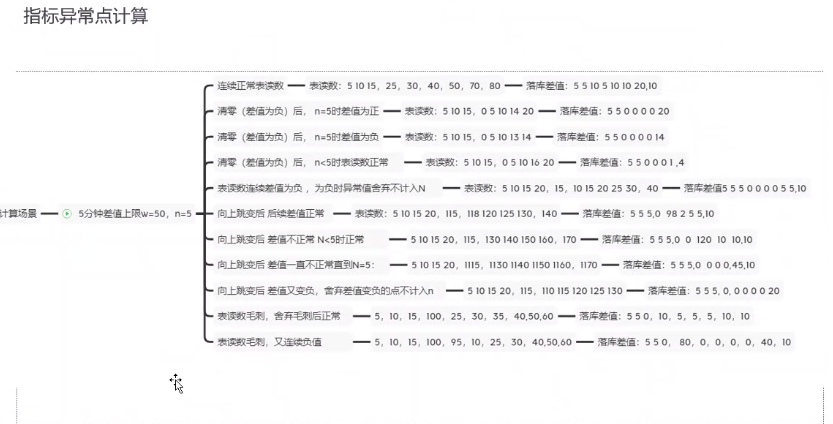 指标异常点计算
连续正常表读数 表读数：5 10 15，25，30，40，50，70，80 落库差值：5 5 10 5 10 10 20,10
清零（差值为负）后， n=5时差值为正 表读数：5 10 15，0 5 10 14 20 落库差值：5 5 0 0 0 0 20
清零（差值为负）后， n=5时差值为负 表读数：5 10 15，0 5 10 13 14 落库差值：5 5 0 0 0 0 14
清零（差值为负）后， n<5时表读数正常 表读数：5 10 15，0 5 10 16 20 落库差值：5 5 0 0 0 1 ,4
表读数连续差值为负 ，为负时异常值舍弃不计入N 表读数：5 10 15 20，15，10 15 20 25 30，40 落库差值5 5 5 0 0 0 0 5 5,10
计算场景 5分钟差值上限w=50，n=5 向上跳变后 后续差值正常 表读数：5 10 15 20，115，118 120 125 130，140 落库差值：5 5 5,0 98 2 5 5,10
向上跳变后 差值不正常 N<5时正常 5 10 15 20，115，130 140 150 160，170 落库差值：5 5 5,0 0 120 10 10,10
向上跳变后 差值一直不正常直到N=5： 5 10 15 20，1115，1130 1140 1150 1160，1170 落库差值：5 5 5,0 0 0 0,45,10
向上跳变后 差值又变负，舍弃差值变负的点不计入n 5 10 15 20，115，110 115 120 125 130 落库差值：5 5 5, 0, 0 0 0 0 20
表读数毛刺，舍弃毛刺后正常 5，10，15，100，25，30，35，40,50,60 落库差值：5 5 0，10，5，5，5，10，10
表读数毛刺，又连续负值 5，10，15，100，95，10，25，30，40,50,60 落库差值：5 5 0， 80，0，0，0，0，40，10